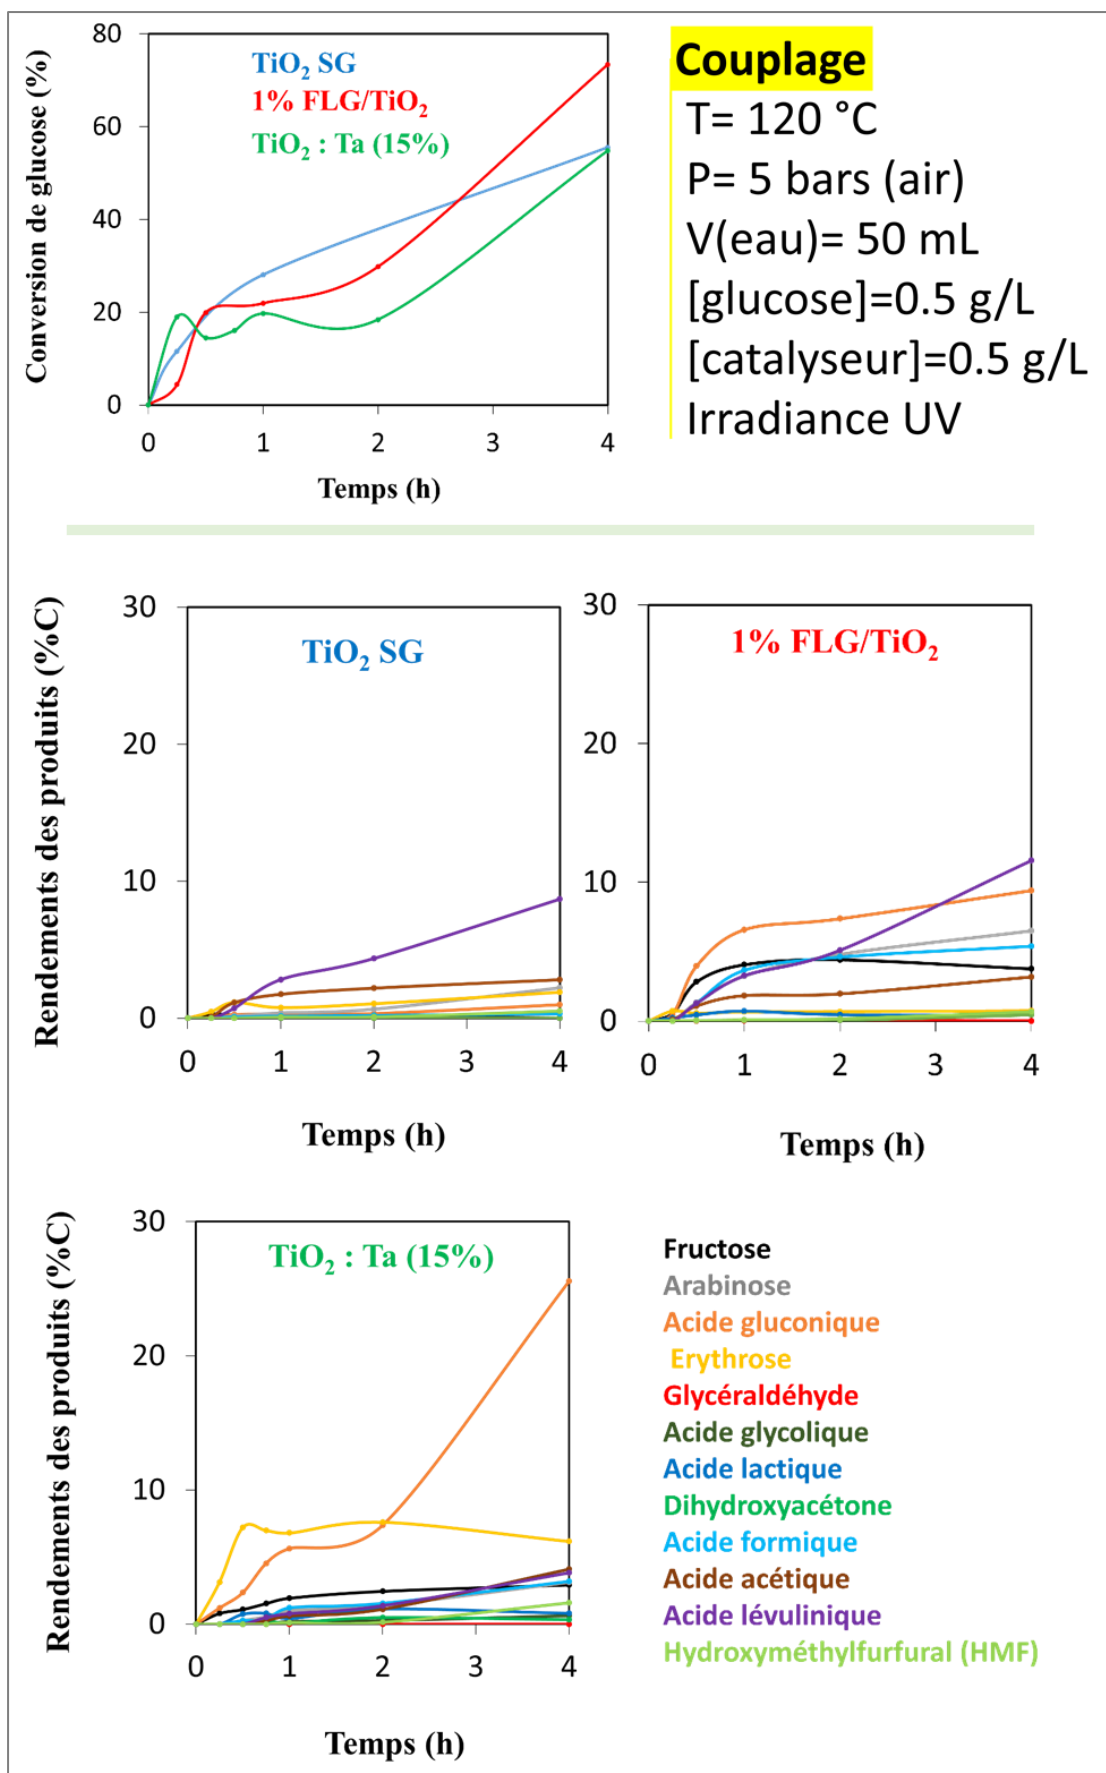 Conversion de glucose (%)
80
60
40
20
0
TiO₂ SG
1% FLG/TiO₂
TiO₂ : Ta (15%)
0 1 2 3 4
Temps (h)
Couplage
T= 120 °C
P= 5 bars (air)
V(eau)= 50 mL
[glucose]=0.5 g/L
[catalyseur]=0.5 g/L
Irradiance UV
Rendements des produits (%C)
30
20
10
0
TiO₂ SG
0 1 2 3 4
Temps (h)
30
20
10
0
1% FLG/TiO₂
0 1 2 3 4
Temps (h)
Rendements des produits (%C)
30
20
10
0
TiO₂ : Ta (15%)
0 1 2 3 4
Temps (h)
Fructose
Arabinose
Acide gluconique
Erythrose
Glycéraldéhyde
Acide glycolique
Acide lactique
Dihydroxyacétone
Acide formique
Acide acétique
Acide lévulinique
Hydroxyméthylfurfural (HMF)